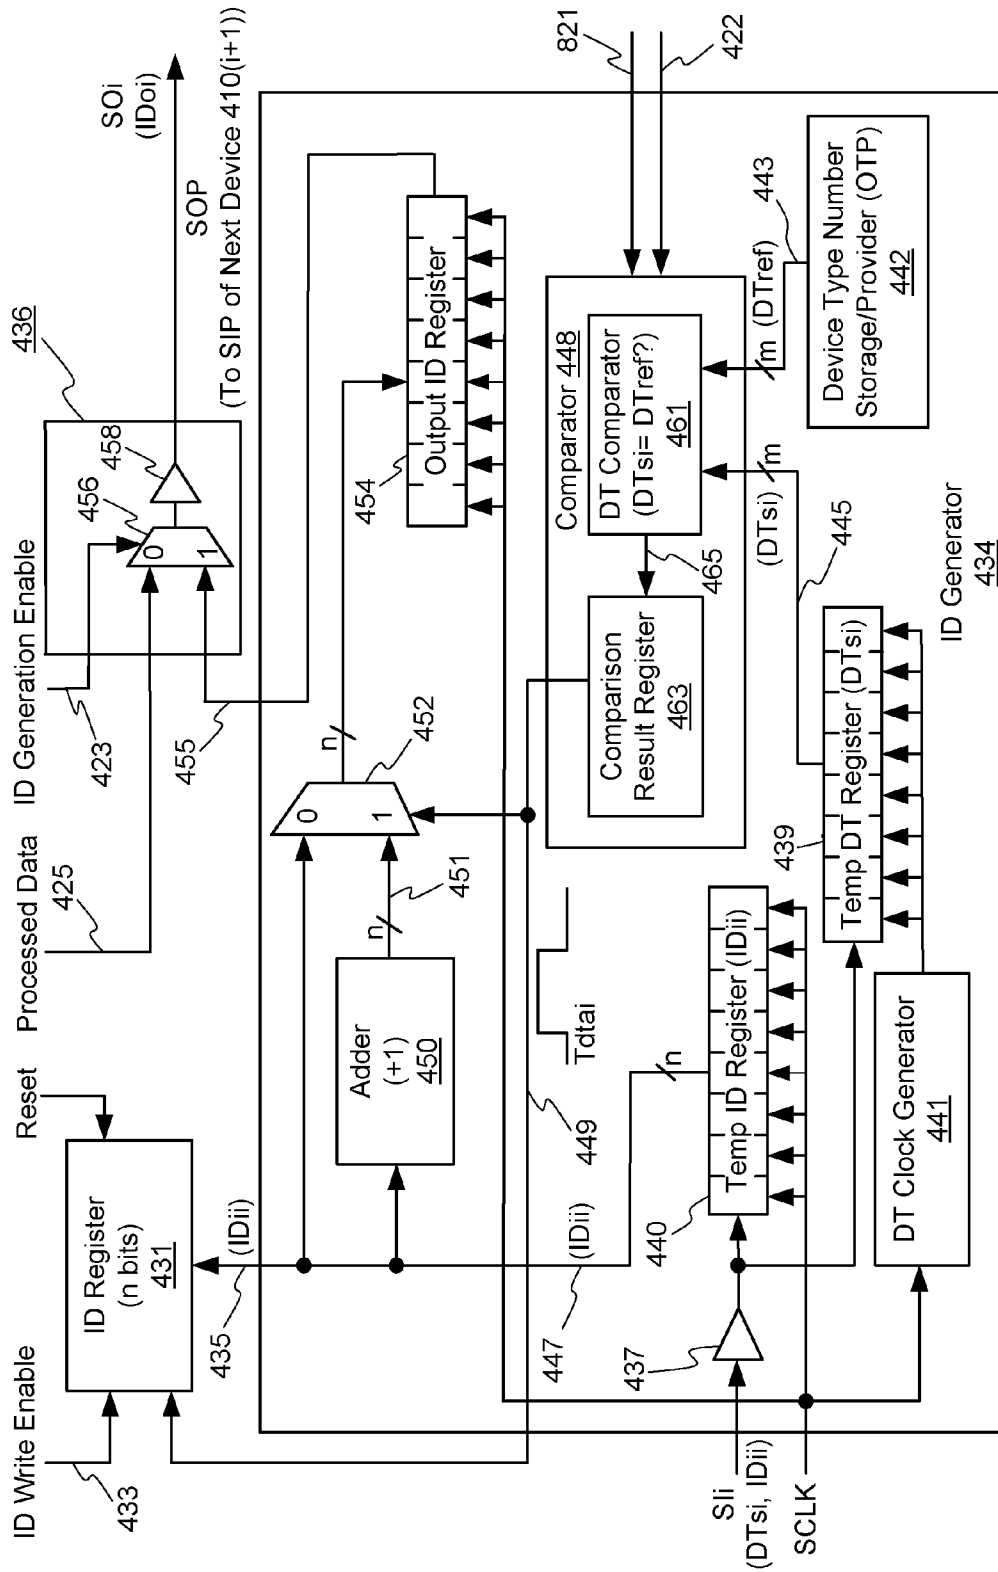 ID Write Enable
433
ID Register
(n bits)
431
Reset
Processed Data
425
ID Generation Enable
423
436
456
458
0
1
SOi
(IDoi)
SOP
(To SIP of Next Device 410(i+1))
435
(IDii)
Adder
(+1)
450
n
451
0
1
452
n
455
454
Output ID Register
447
(IDii)
449
Tdtai
n
Comparison
Result Register
463
465
Comparator 448
DT Comparator
(DTsi= DTref?)
461
821
422
SIi
(DTsi, IDii)
SCLK
437
440
Temp ID Register (IDii)
439
Temp DT Register (DTsi)
DT Clock Generator
441
445
(DTsi)
m
m (DTref)
443
Device Type Number
Storage/Provider (OTP)
442
ID Generator
434